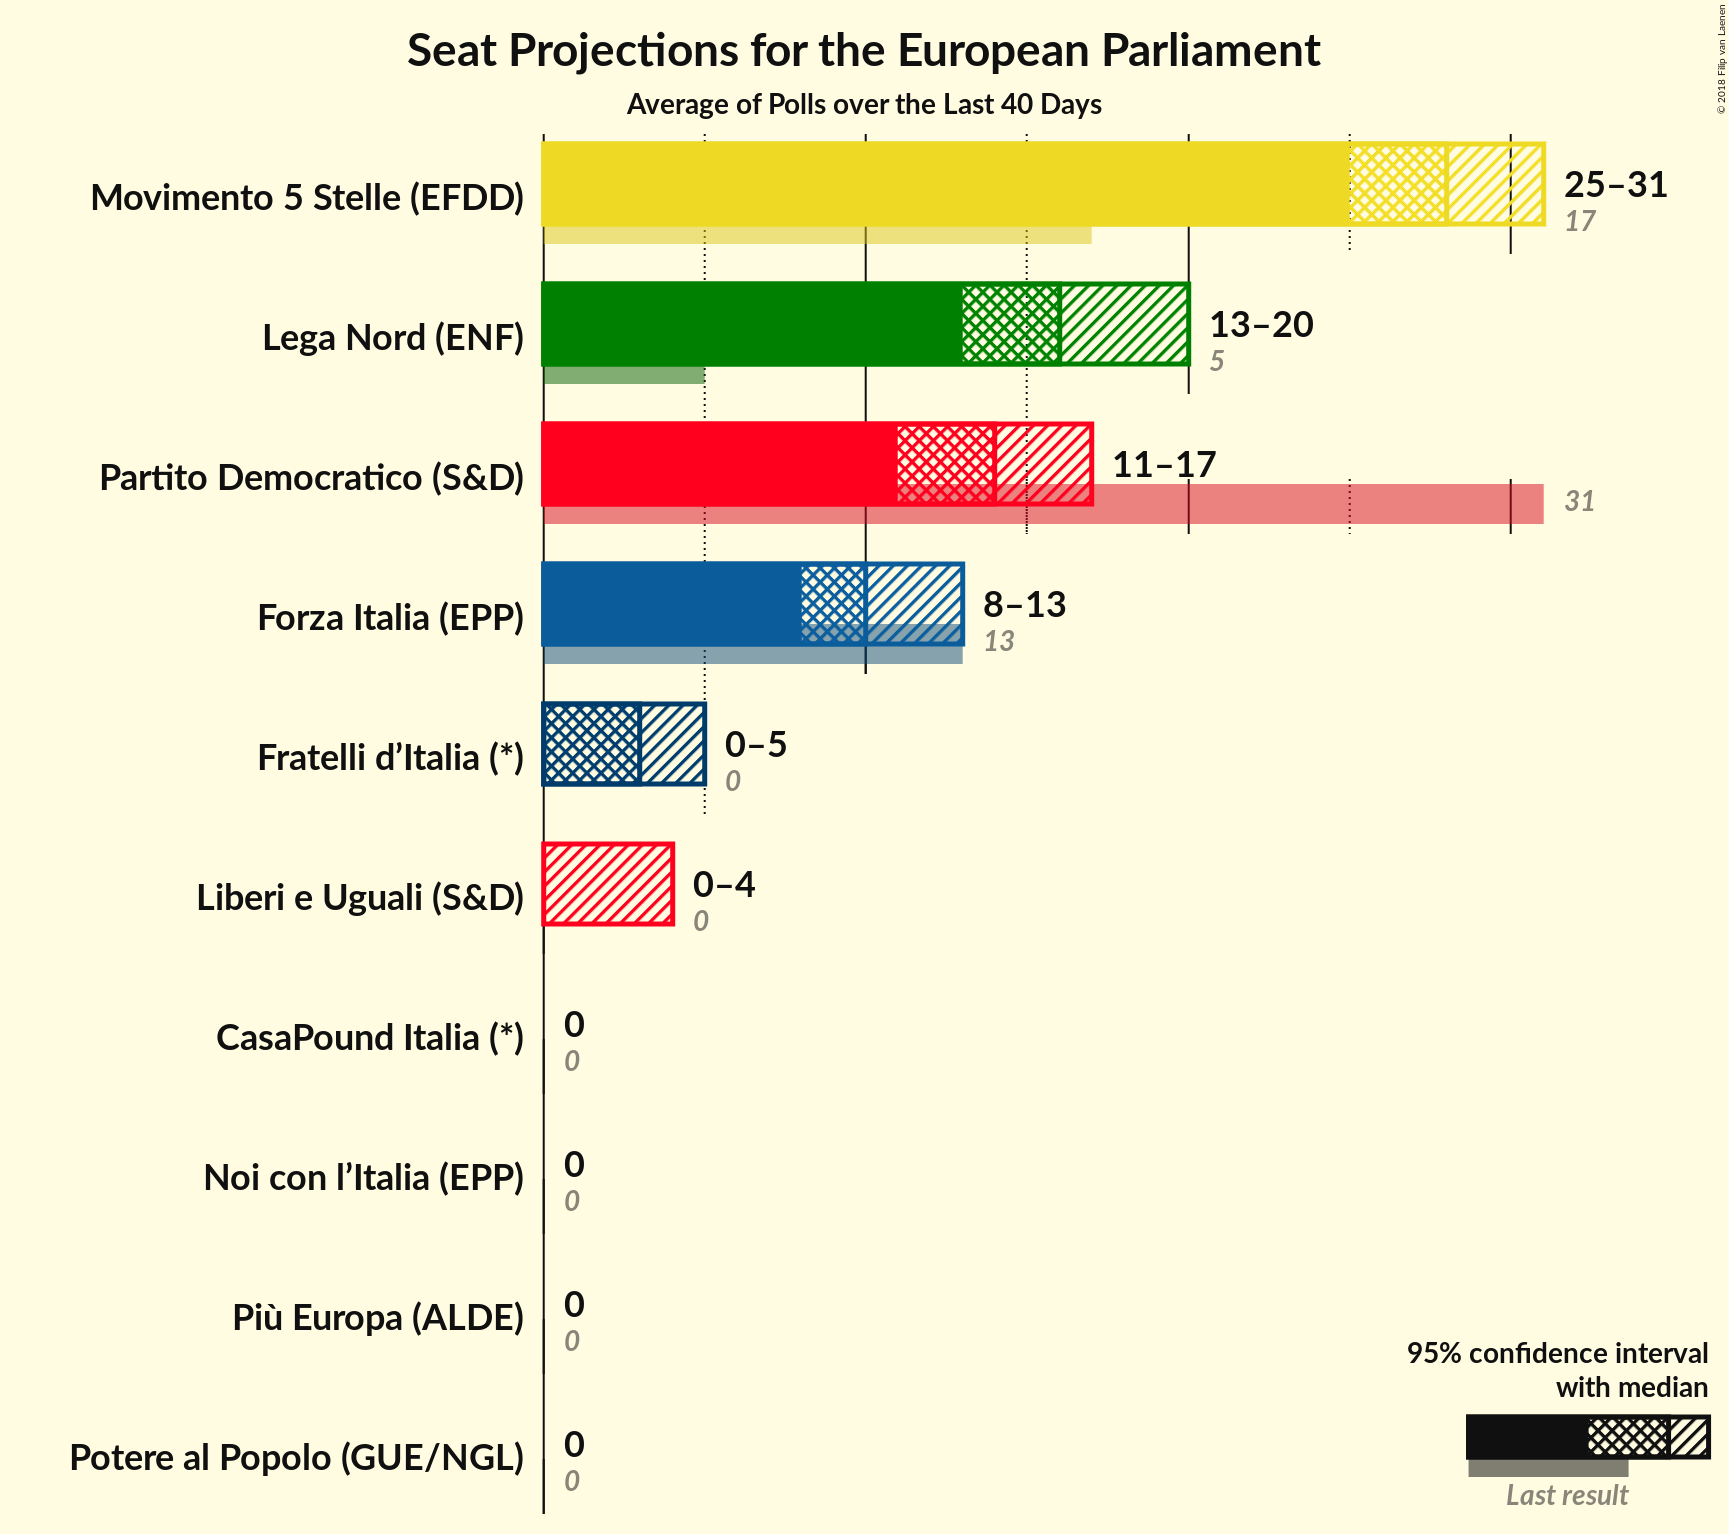 Seat Projections for the European Parliament
Average of Polls over the Last 40 Days
© 2018 Filip van Laenen
Movimento 5 Stelle (EFDD)
25–31
17
Lega Nord (ENF)
13–20
5
Partito Democratico (S&D)
11–17
31
Forza Italia (EPP)
8–13
13
Fratelli d’Italia (*)
0–5
0
Liberi e Uguali (S&D)
0–4
0
CasaPound Italia (*)
0
0
Noi con l’Italia (EPP)
0
0
Più Europa (ALDE)
0
0
Potere al Popolo (GUE/NGL)
0
0
95% confidence interval
with median
Last result